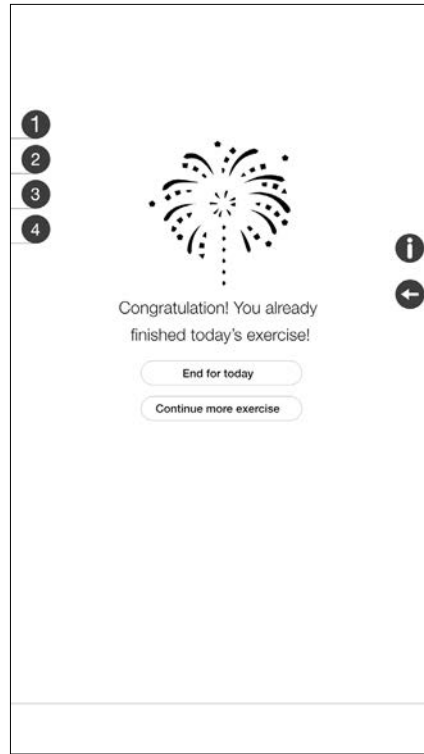 1
2
3
4
i
Congratulation! You already
finished today's exercise!
End for today
Continue more exercise